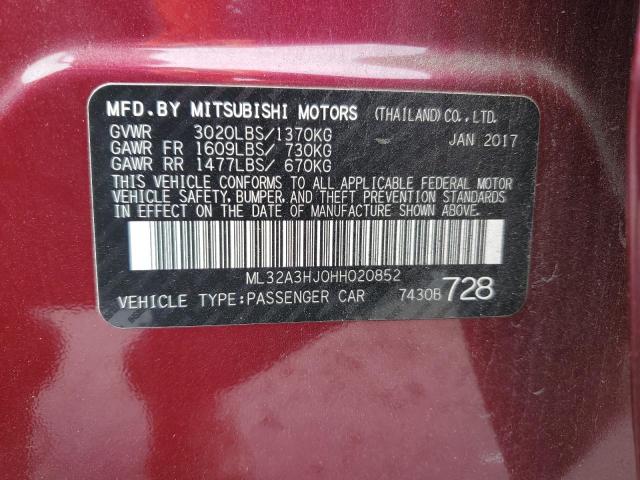 MFD.BY MITSUBISHI MOTORS (THAILAND)CO.,LTD.
GVWR 3020LBS/1370KG JAN 2017
GAWR FR 1609LBS/ 730KG
GAWR RR 1477LBS/ 670KG
THIS VEHICLE CONFORMS TO ALL APPLICABLE FEDERAL MOTOR
VEHICLE SAFETY, BUMPER, AND THEFT PREVENTION STANDARDS
IN EFFECT ON THE DATE OF MANUFACTURE SHOWN ABOVE.
ML32A3HJ0HH020852
VEHICLE TYPE:PASSENGER CAR 7430B 728